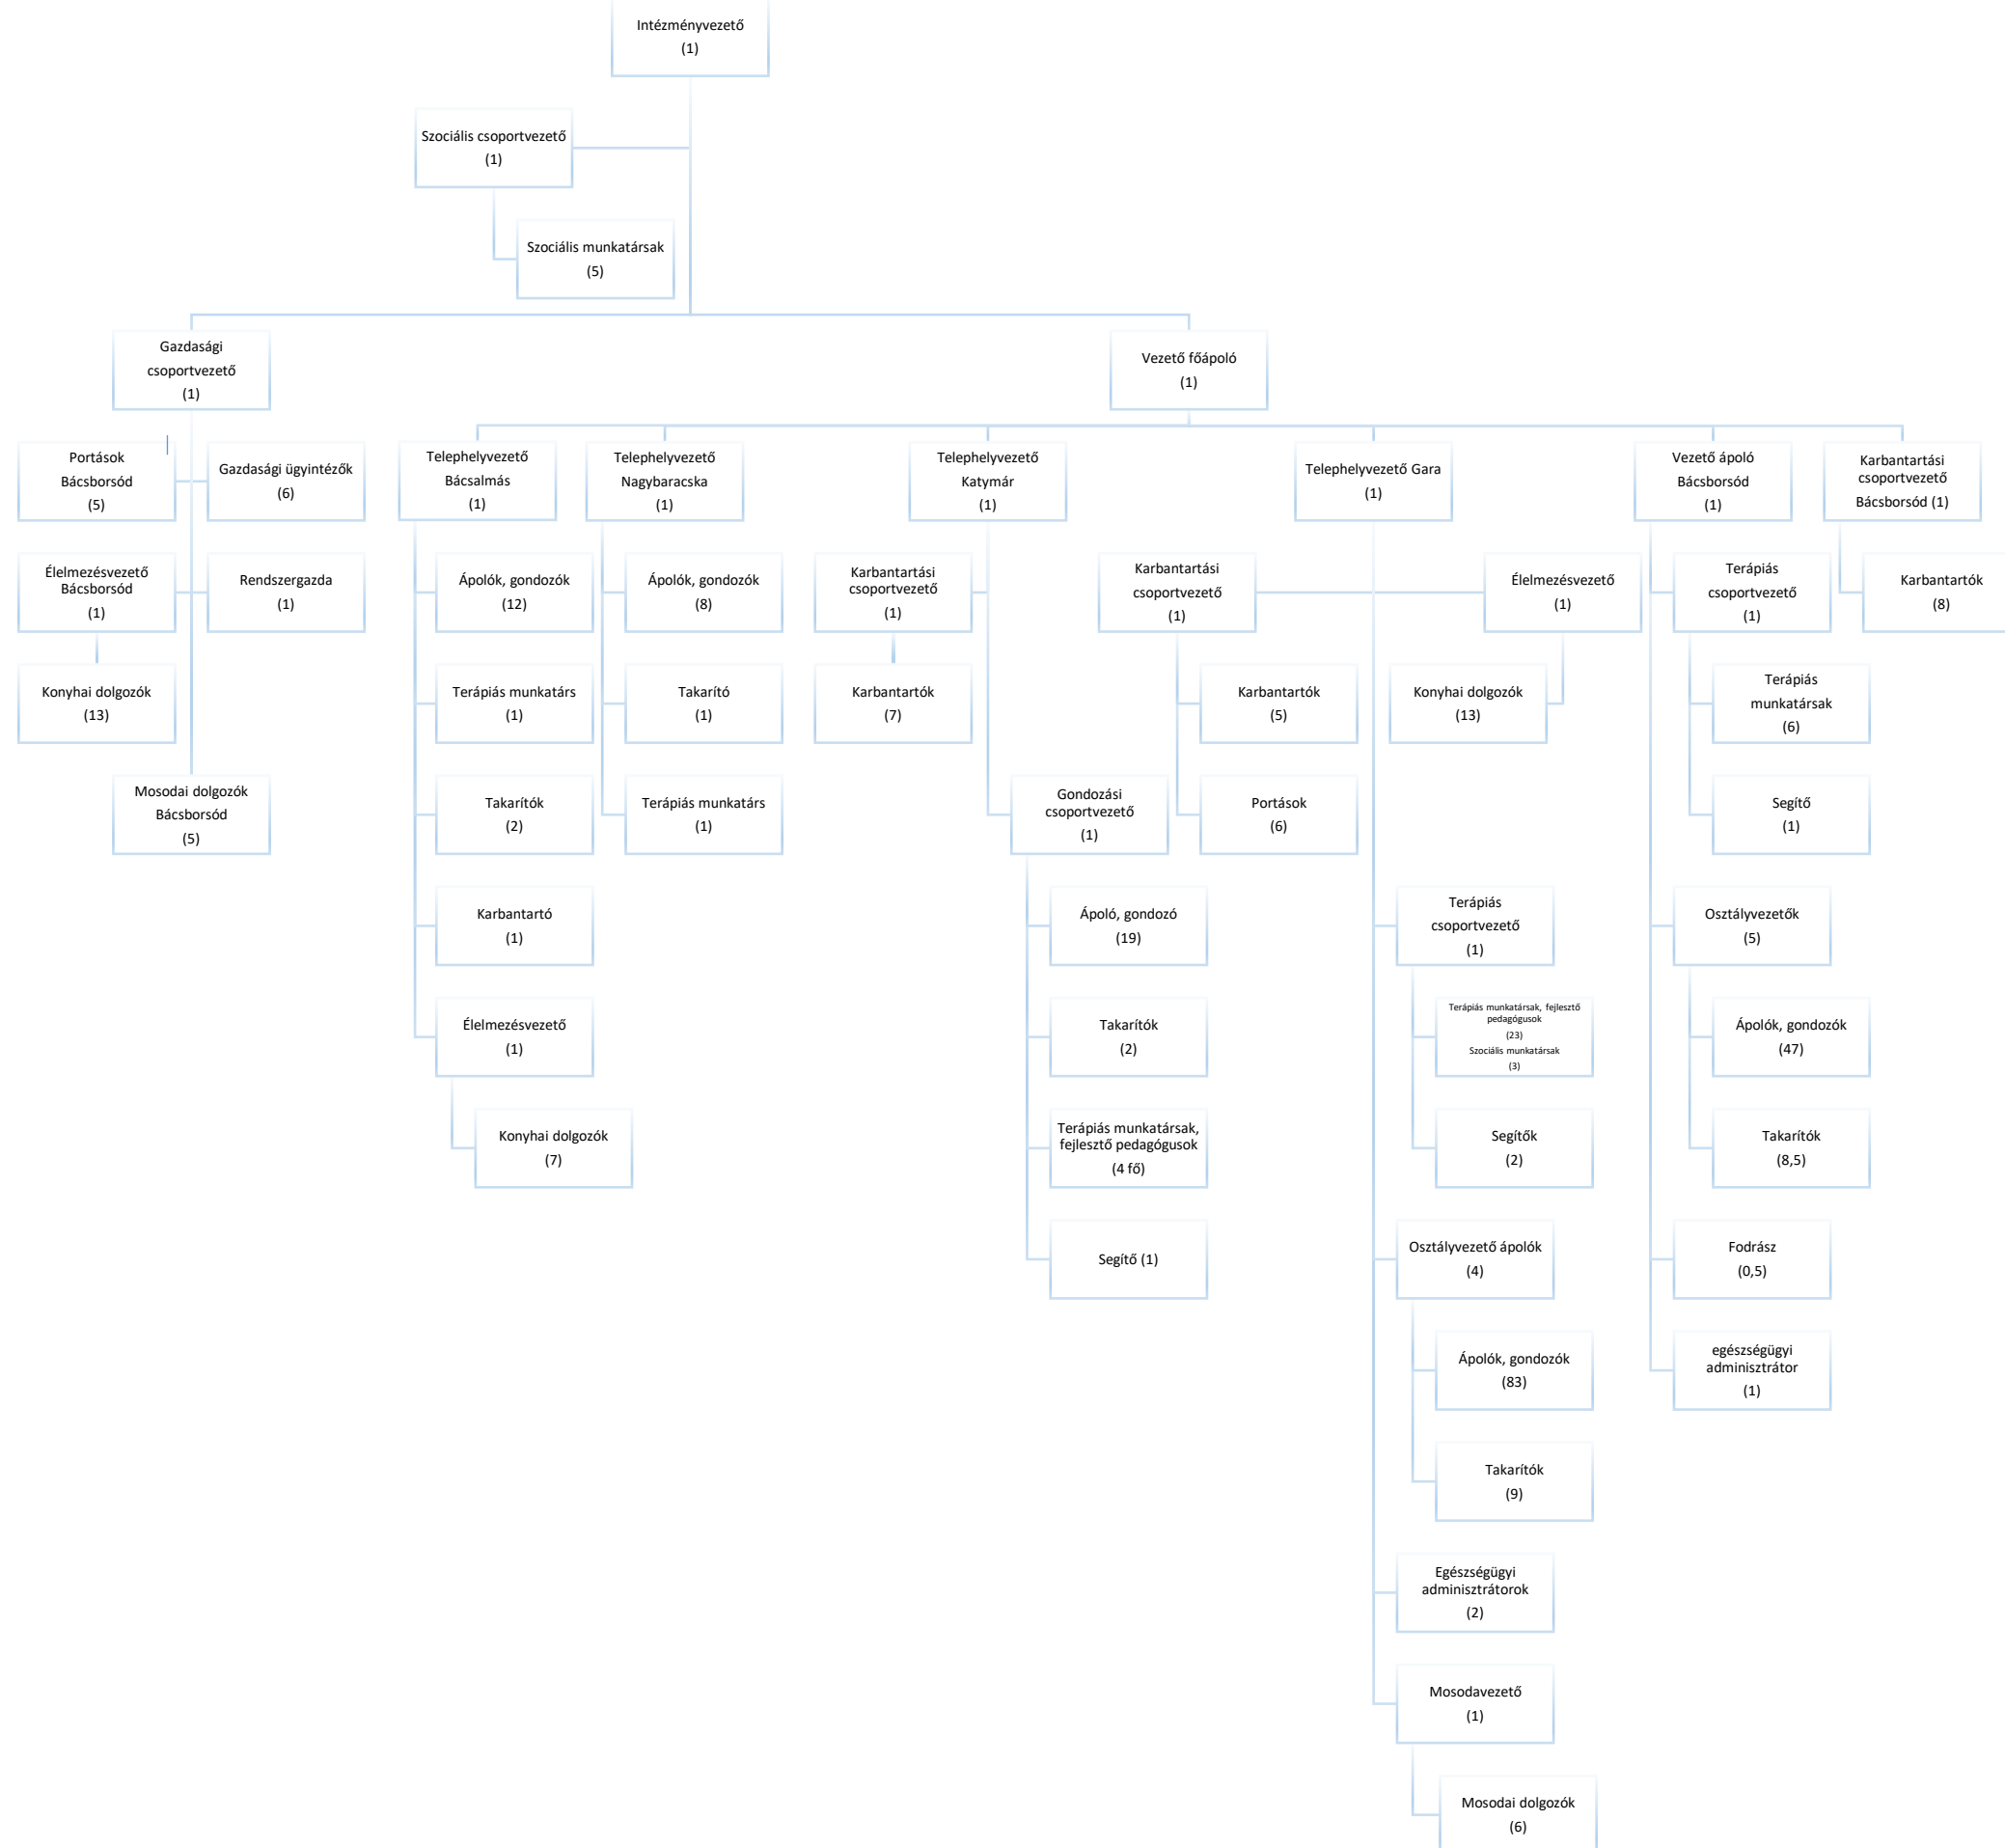 Intézményvezető
(1)
Szociális csoportvezető
(1)
Szociális munkatársak
(5)
Gazdasági
csoportvezető
(1)
Vezető főápoló
(1)
Portások
Bácsborsód
(5)
Gazdasági ügyintézők
(6)
Élelmezésvezető
Bácsborsód
(1)
Rendszergazda
(1)
Konyhai dolgozók
(13)
Mosodai dolgozók
Bácsborsód
(5)
Telephelyvezető
Bácsalmás
(1)
Ápolók, gondozók
(12)
Terápiás munkatárs
(1)
Takarítók
(2)
Karbantartó
(1)
Élelmezésvezető
(1)
Konyhai dolgozók
(7)
Telephelyvezető
Nagybaracska
(1)
Ápolók, gondozók
(8)
Takarító
(1)
Terápiás munkatárs
(1)
Telephelyvezető
Katymár
(1)
Karbantartási
csoportvezető
(1)
Karbantartók
(7)
Gondozási
csoportvezető
(1)
Ápoló, gondozó
(19)
Takarítók
(2)
Terápiás munkatársak,
fejlesztő pedagógusok
(4 fő)
Segítő (1)
Telephelyvezető Gara
(1)
Karbantartási
csoportvezető
(1)
Karbantartók
(5)
Portások
(6)
Élelmezésvezető
(1)
Konyhai dolgozók
(13)
Terápiás
csoportvezető
(1)
Terápiás munkatársak, fejlesztő
pedagógusok
(23)
Szociális munkatársak
(3)
Segítők
(2)
Osztályvezető ápolók
(4)
Ápolók, gondozók
(83)
Takarítók
(9)
Egészségügyi
adminisztrátorok
(2)
Mosodavezető
(1)
Mosodai dolgozók
(6)
Vezető ápoló
Bácsborsód
(1)
Terápiás
csoportvezető
(1)
Terápiás
munkatársak
(6)
Segítő
(1)
Osztályvezetők
(5)
Ápolók, gondozók
(47)
Takarítók
(8,5)
Fodrász
(0,5)
egészségügyi
adminisztrátor
(1)
Karbantartási
csoportvezető
Bácsborsód (1)
Karbantartók
(8)